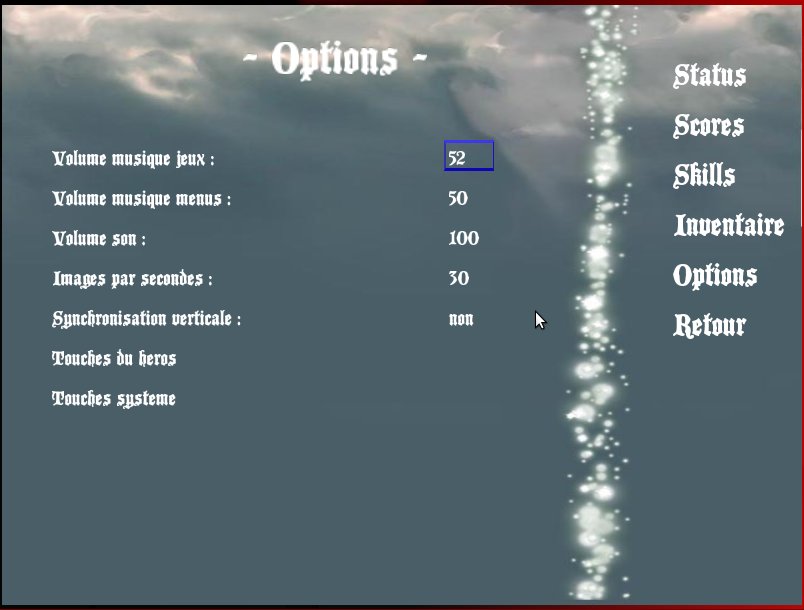 - Options -
Volume musique jeux : 52
Volume musique menus : 50
Volume son : 100
Images par secondes : 30
Synchronisation verticale : non
Touches du heros
Touches systeme
Status
Scores
Skills
Inventaire
Options
Retour